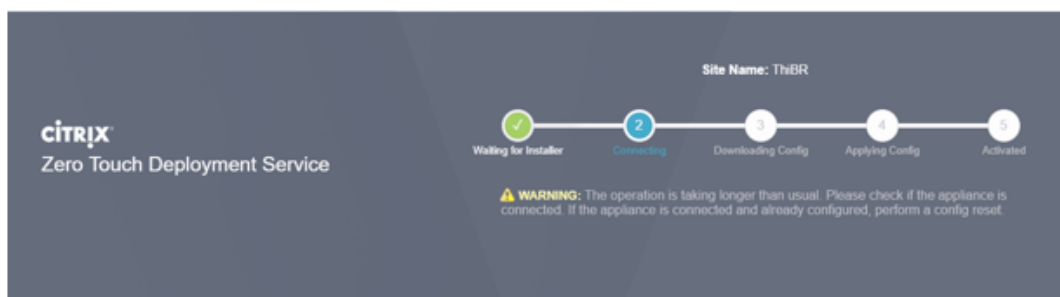 Site Name: ThiBR
CİTRIX
Zero Touch Deployment Service
2 3 4 5
Waiting for Installer Connecting Downloading Config Applying Config Activated
WARNING: The operation is taking longer than usual. Please check if the appliance is
connected. If the appliance is connected and already configured, perform a config reset.